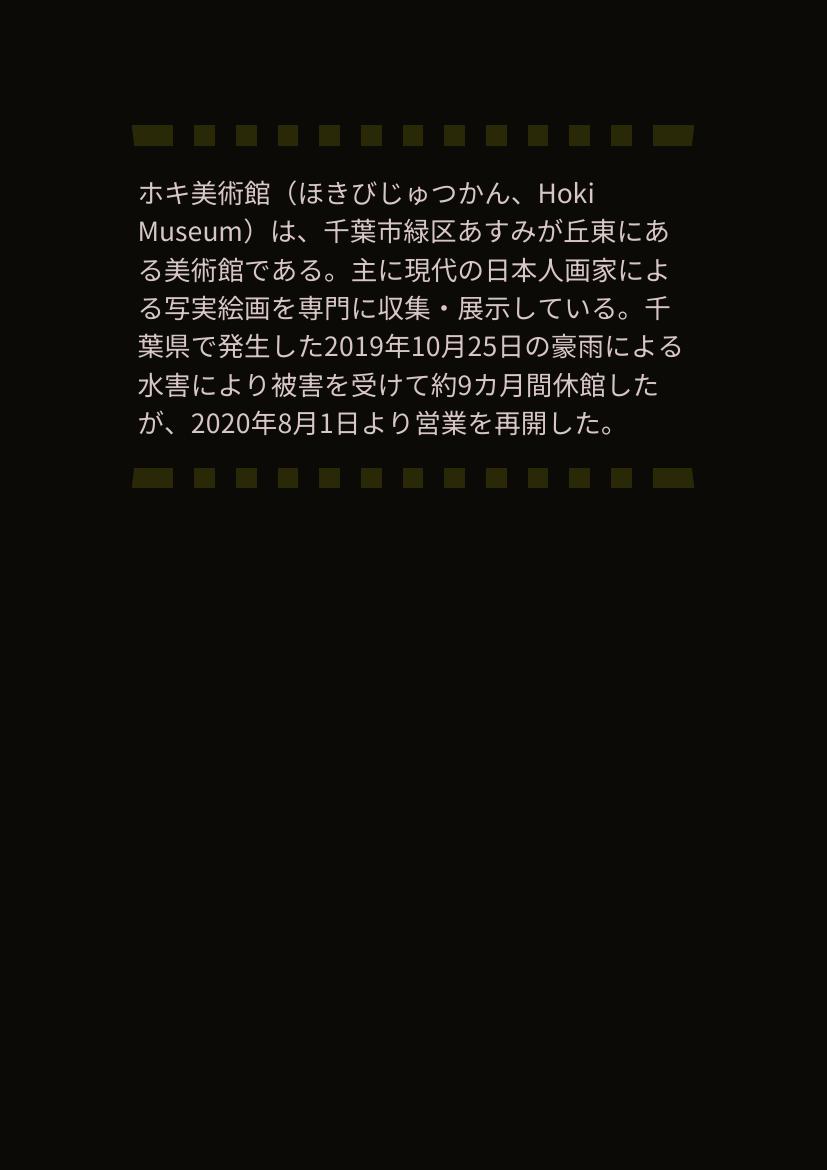 ホキ美術館（ほきびじゅつかん、Hoki
Museum）は、千葉市緑区あすみが丘東にあ
る美術館である。主に現代の日本人画家によ
る写実絵画を専門に収集・展示している。千
葉県で発生した2019年10月25日の豪雨による
水害により被害を受けて約9カ月間休館した
が、2020年8月1日より営業を再開した。